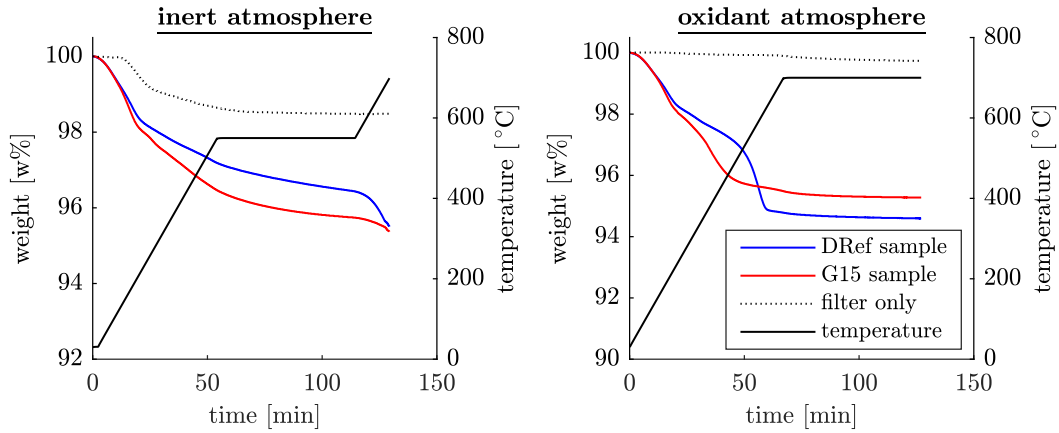 inert atmosphere
100
98
96
94
92
weight [w%]
800
600
400
200
0
temperature [ °C]
0
50
100
150
time [min]
oxidant atmosphere
100
98
96
94
92
90
weight [w%]
800
600
400
200
0
temperature [ °C]
DRef sample
G15 sample
filter only
temperature
0
50
100
150
time [min]